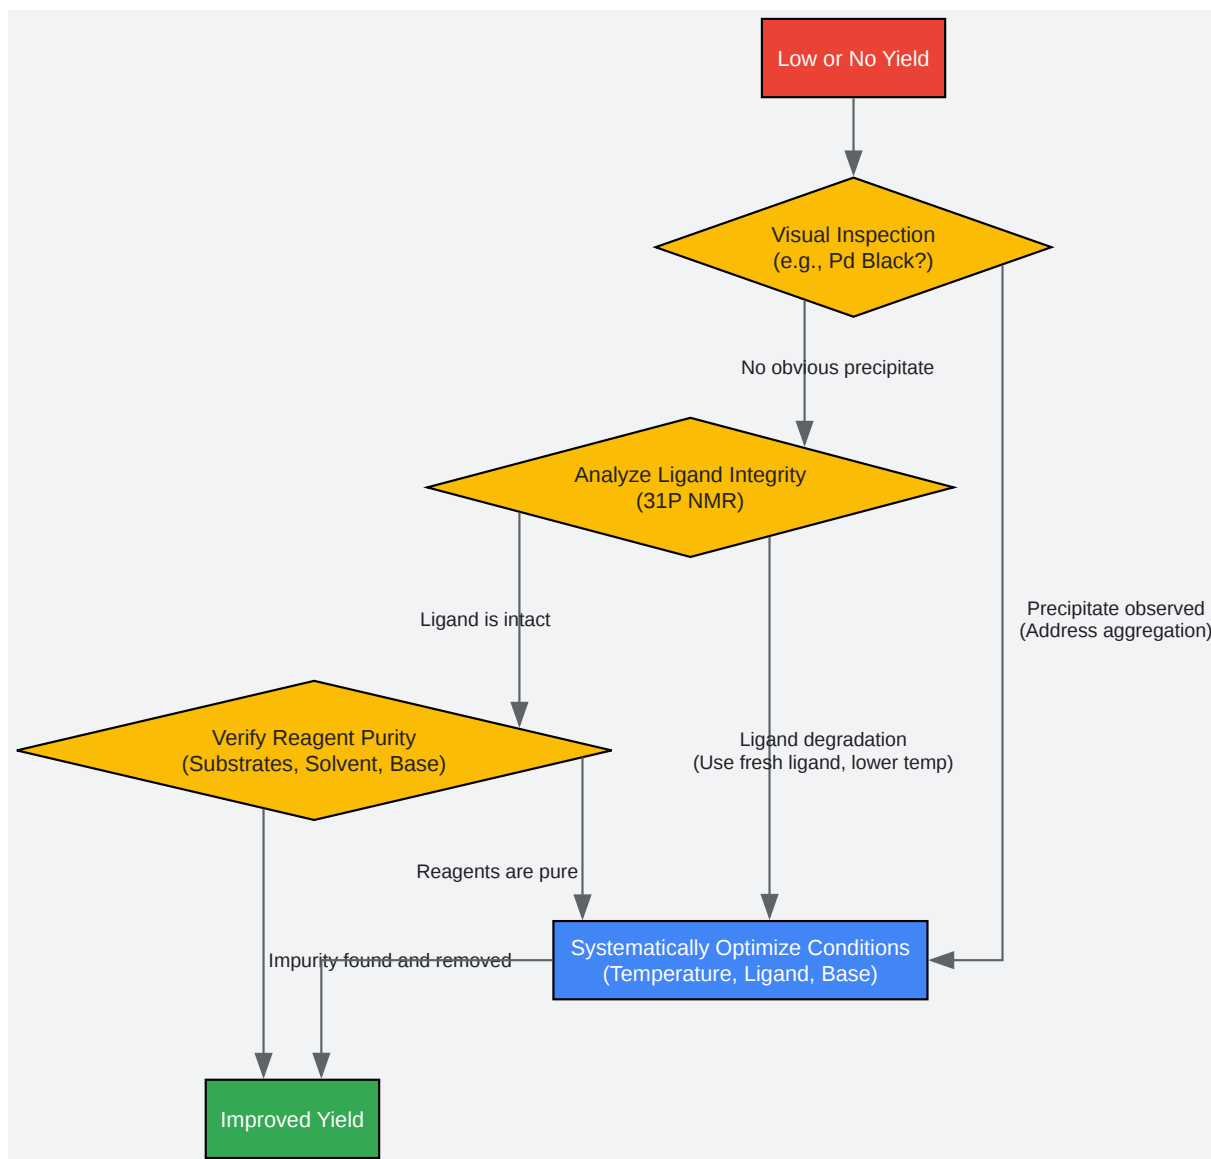 Low or No Yield
Visual Inspection
(e.g., Pd Black?)
No obvious precipitate
Analyze Ligand Integrity
(31P NMR)
Ligand is intact
Precipitate observed
(Address aggregation)
Verify Reagent Purity
(Substrates, Solvent, Base)
Ligand degradation
(Use fresh ligand, lower temp)
Reagents are pure
Systematically Optimize Conditions
(Temperature, Ligand, Base)
Impurity found and removed
Improved Yield